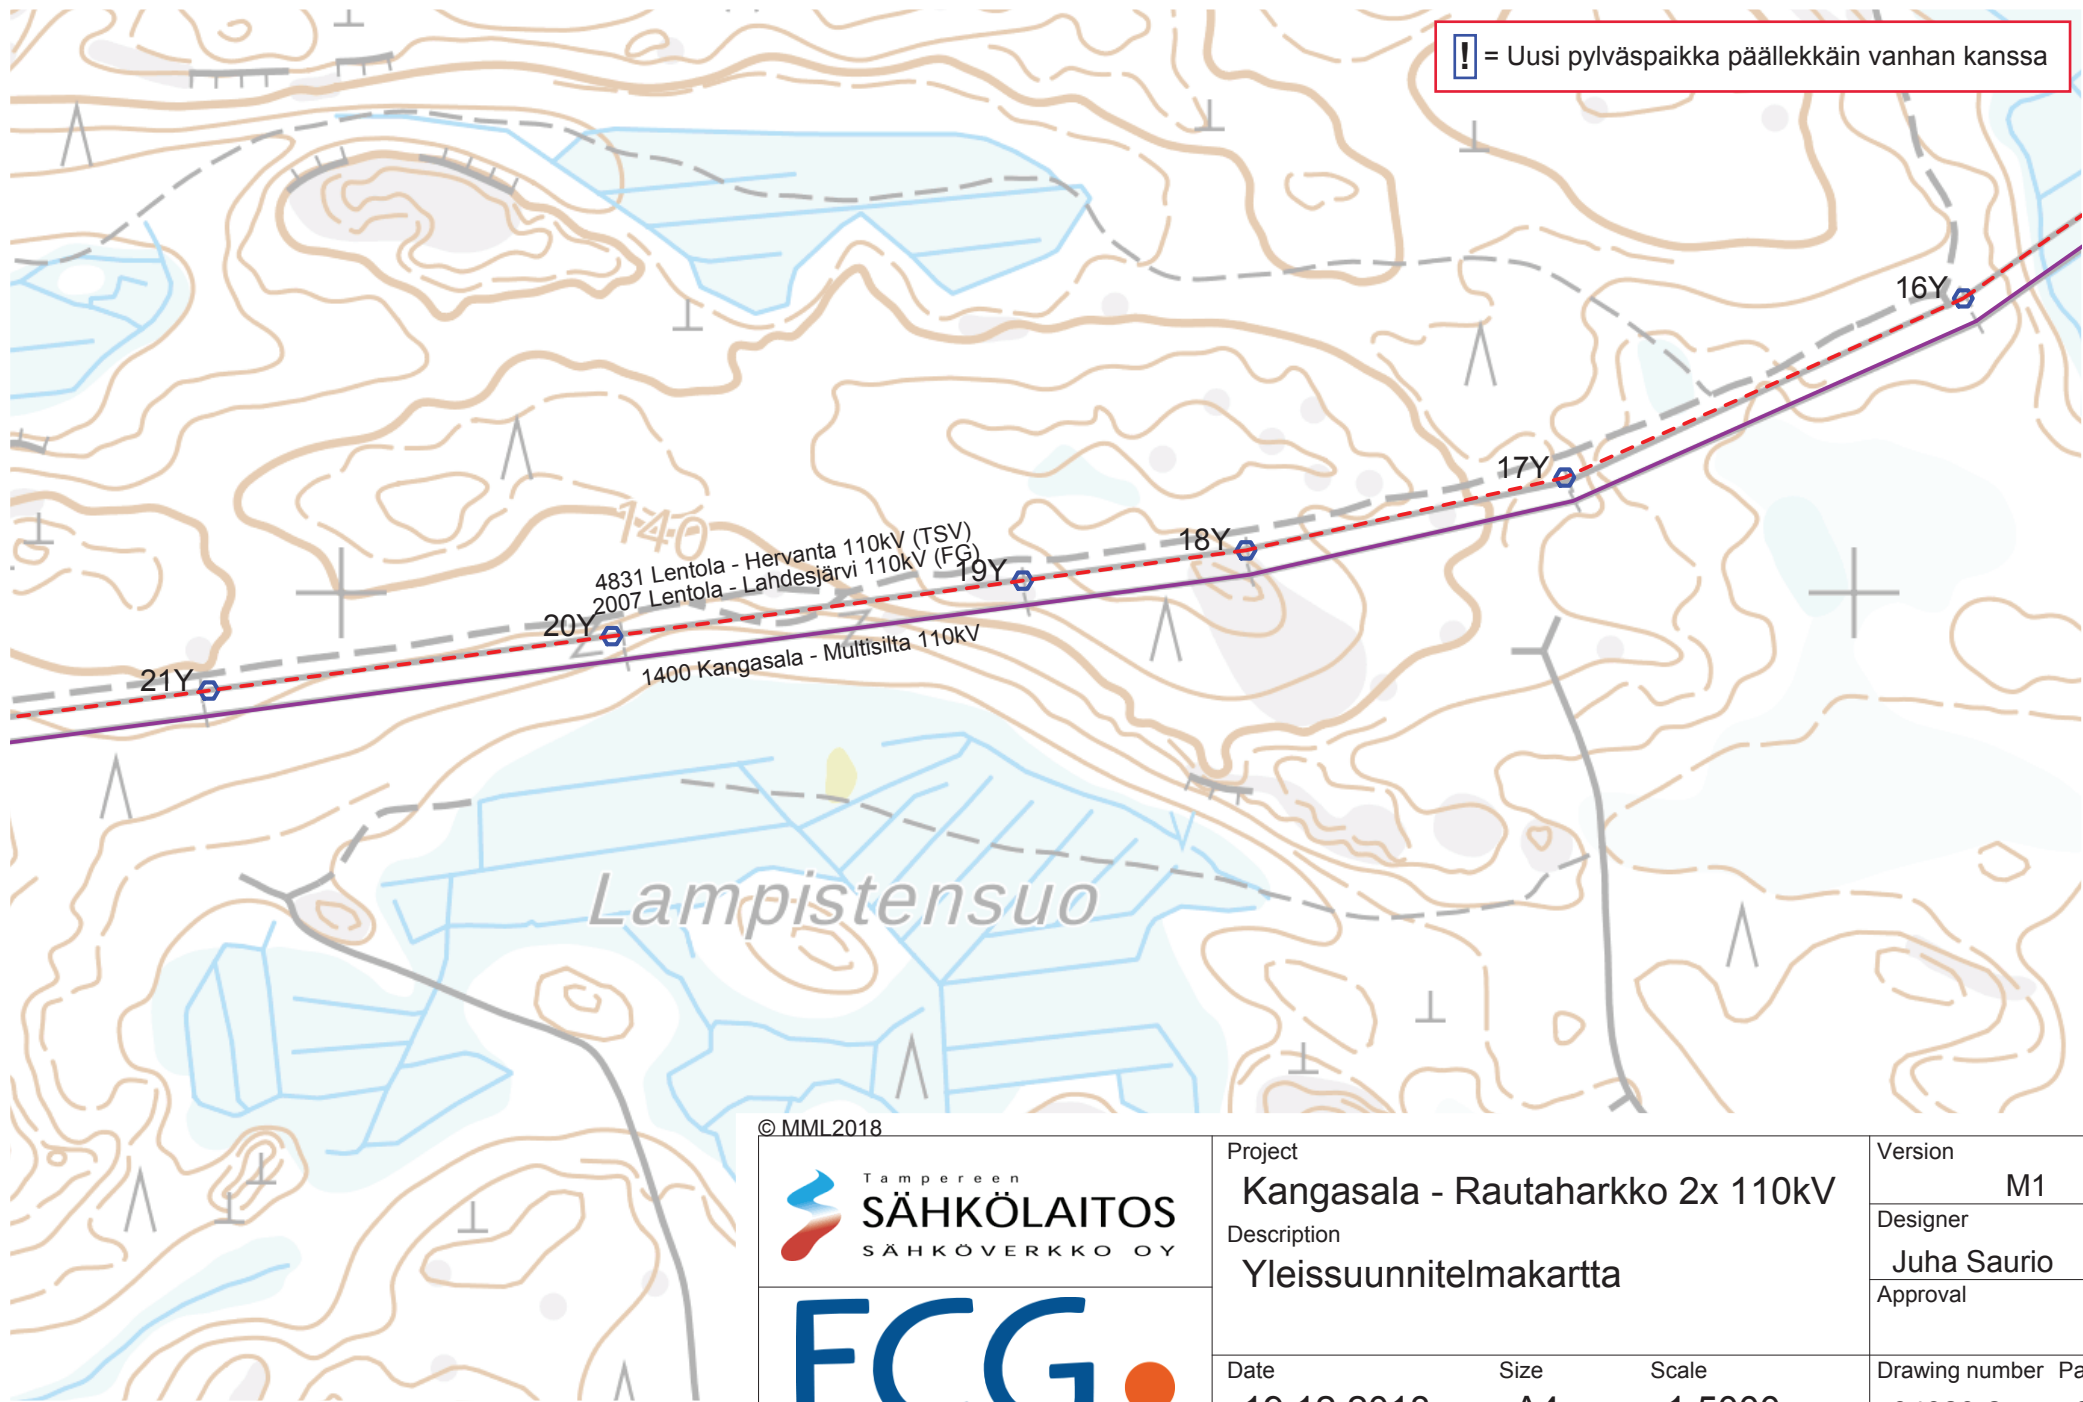 ! = Uusi pylväspaikka päällekkäin vanhan kanssa
16Y
17Y
18Y
19Y
20Y
21Y
140
4831 Lentola - Hervanta 110kV (TSV)
2007 Lentola - Lahdesjärvi 110kV (FG)
1400 Kangasala - Multisilta 110kV
Lampistensuo
© MML2018
Tampereen
SÄHKÖLAITOS
SÄHKÖVERKKO OY
FCG
Project
Kangasala - Rautaharkko 2x 110kV
Description
Yleissuunnitelmakartta
Version
M1
Designer
Juha Saurio
Approval
Date
Size
Scale
Drawing number